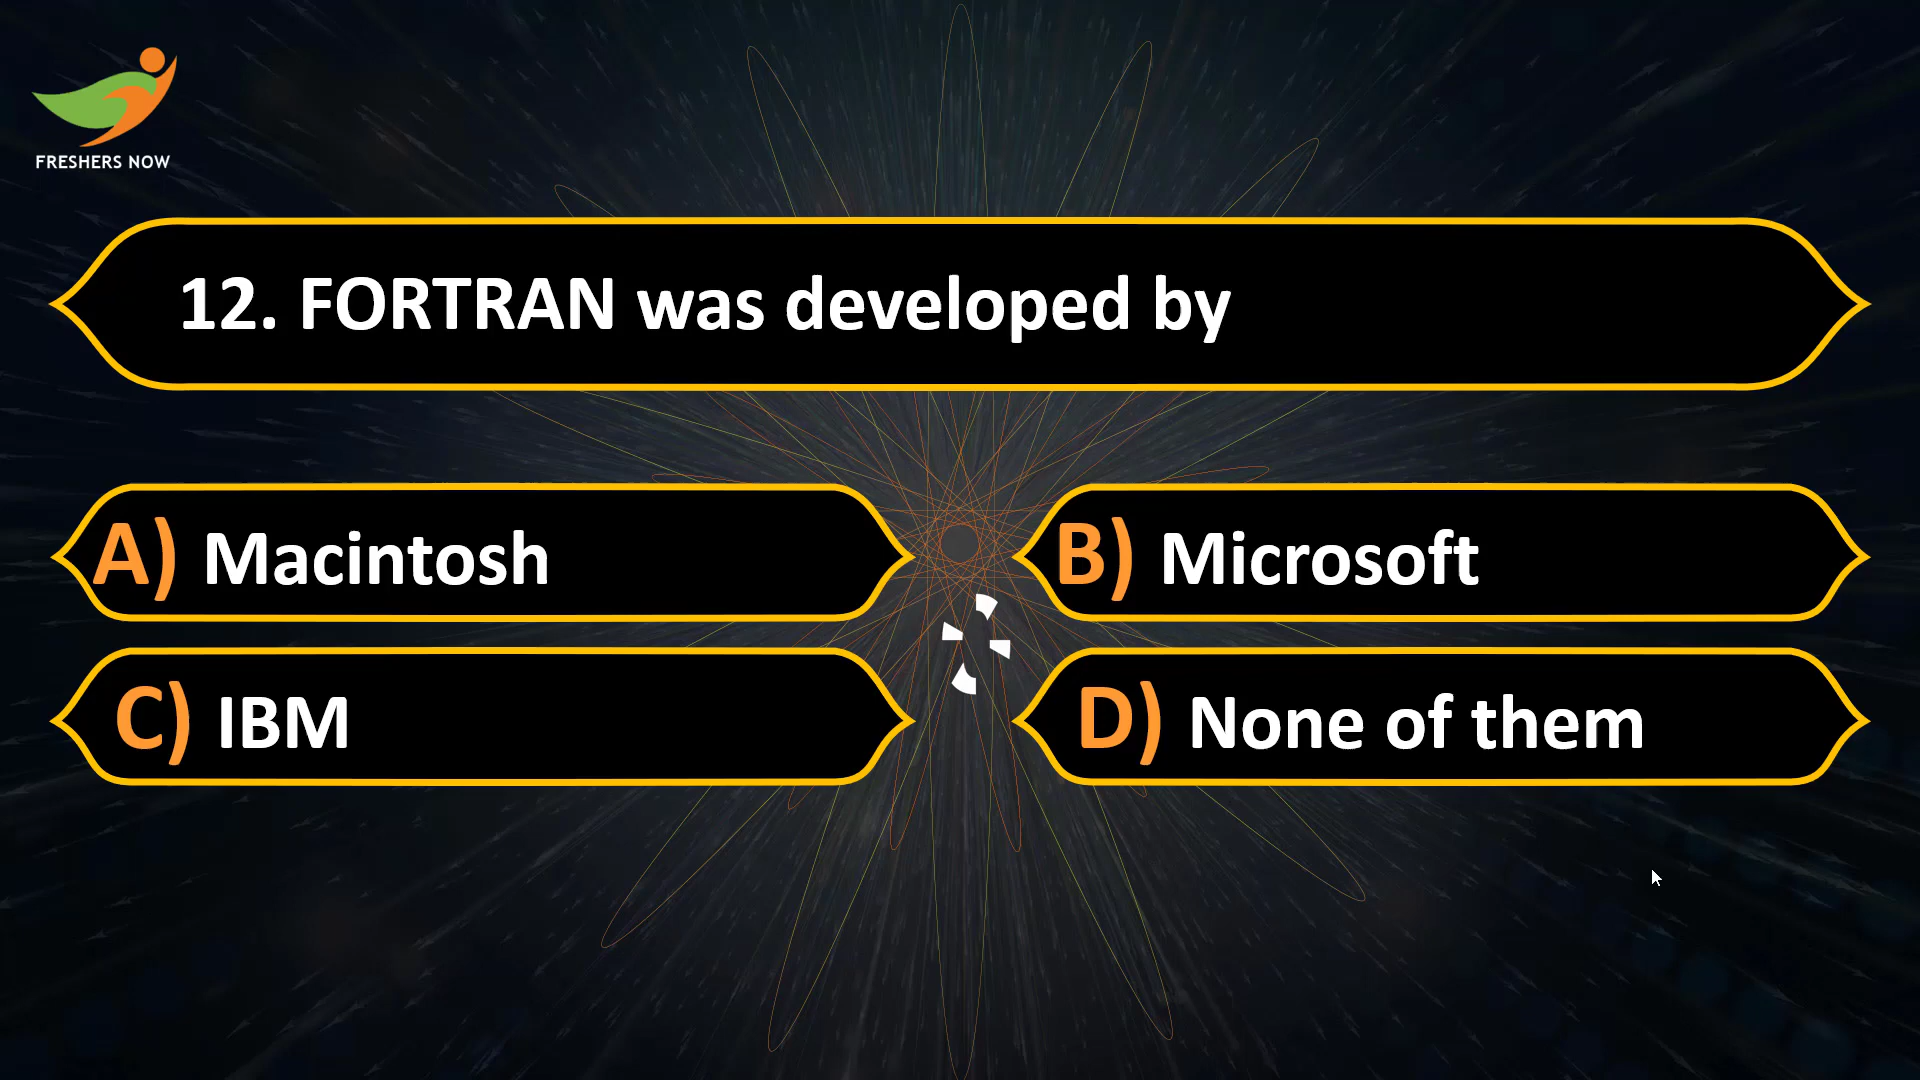 FRESHERS NOW
12. FORTRAN was developed by
A) Macintosh
B) Microsoft
C) IBM
D) None of them